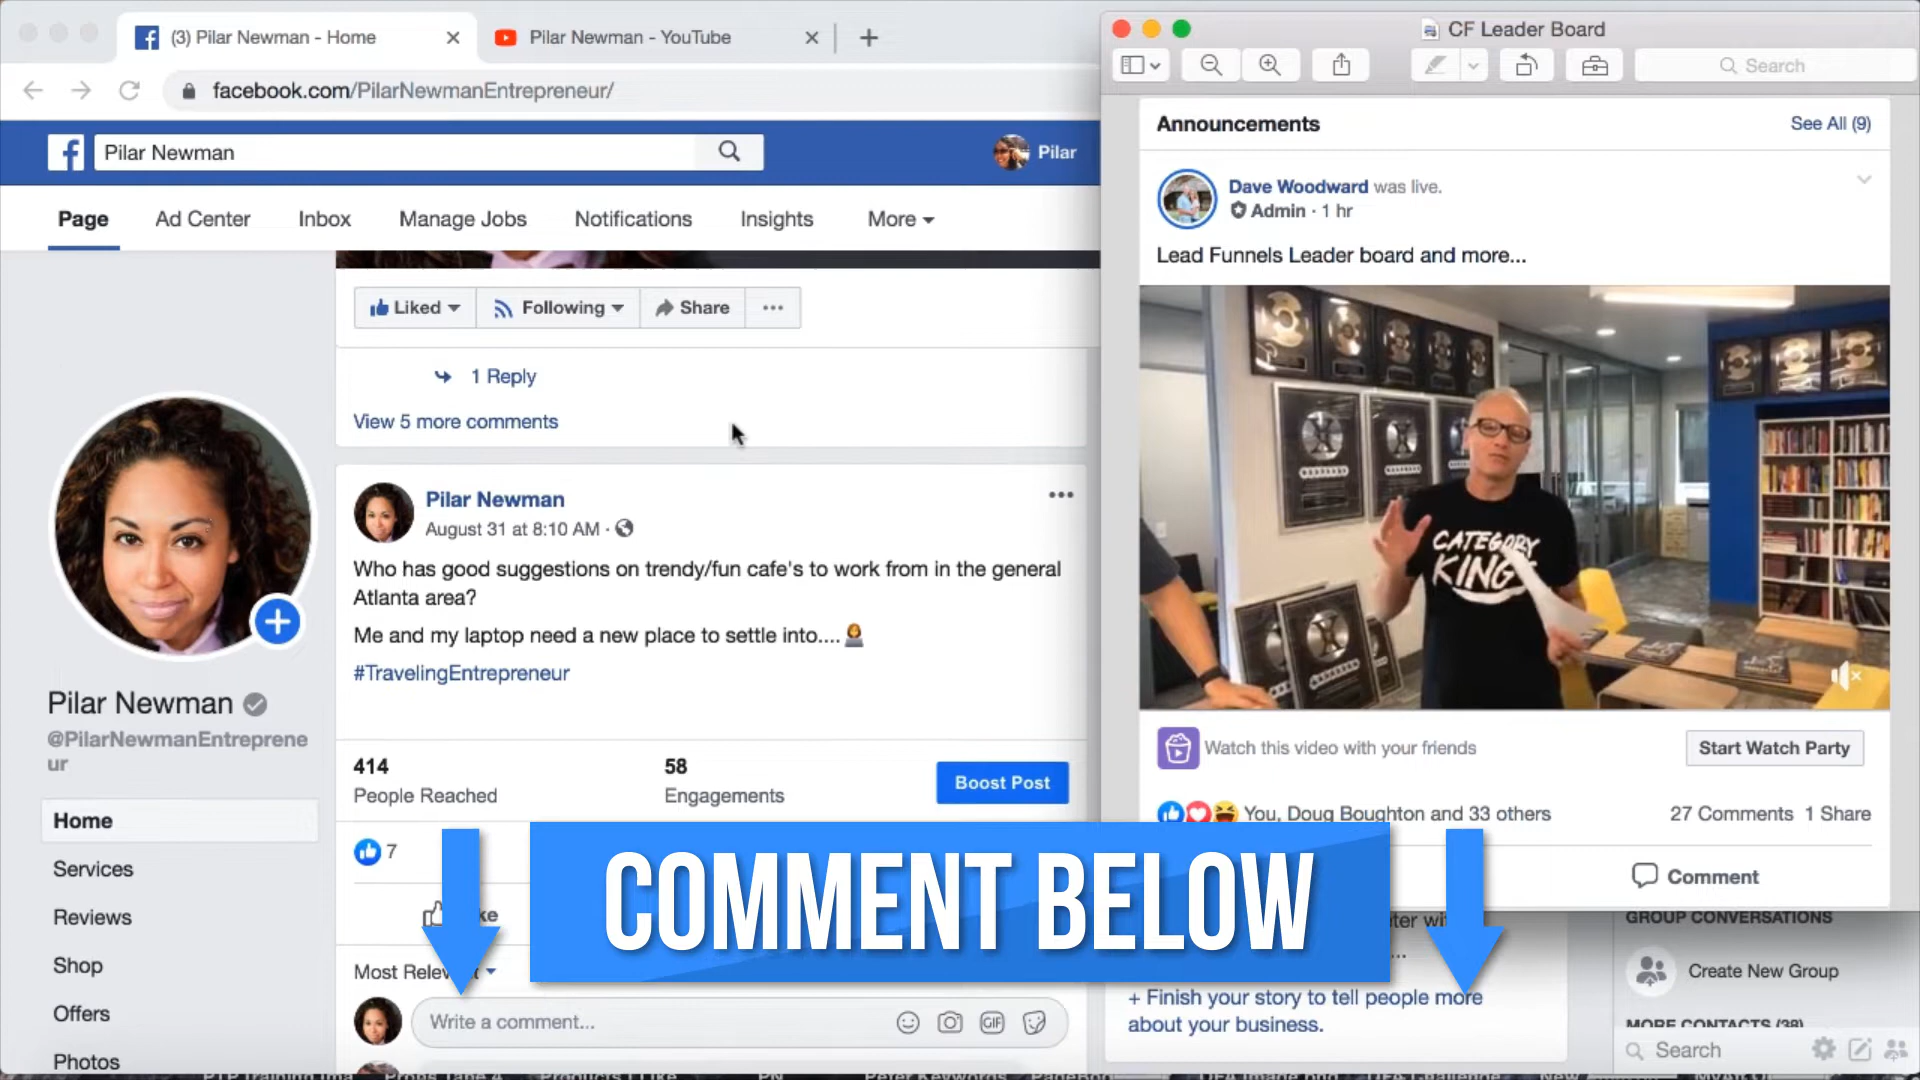 (3) Pilar Newman - Home
Pilar Newman - YouTube
facebook.com/PilarNewmanEntrepreneur/
Pilar Newman
Pilar
Page Ad Center Inbox Manage Jobs Notifications Insights More
Liked Following Share
1 Reply
View 5 more comments
Pilar Newman
August 31 at 8:10 AM ·
Who has good suggestions on trendy/fun cafe's to work from in the general
Atlanta area?
Me and my laptop need a new place to settle into....
#TravelingEntrepreneur
414
People Reached
58
Engagements
Boost Post
7
Write a comment...
GIF
Pilar Newman
@PilarNewmanEntreprene
ur
Home
Services
Reviews
Shop
Offers
Photos
CF Leader Board
Search
Announcements
See All (9)
Dave Woodward was live.
Admin · 1 hr
Lead Funnels Leader board and more...
CATEGORY
KINGS
Watch this video with your friends
Start Watch Party
You, Doug Boughton and 33 others
27 Comments 1 Share
Comment
COMMENT BELOW
+ Finish your story to tell people more
about your business.
GROUP CONVERSATIONS
Create New Group
MORE CONTACTS (38)
Search